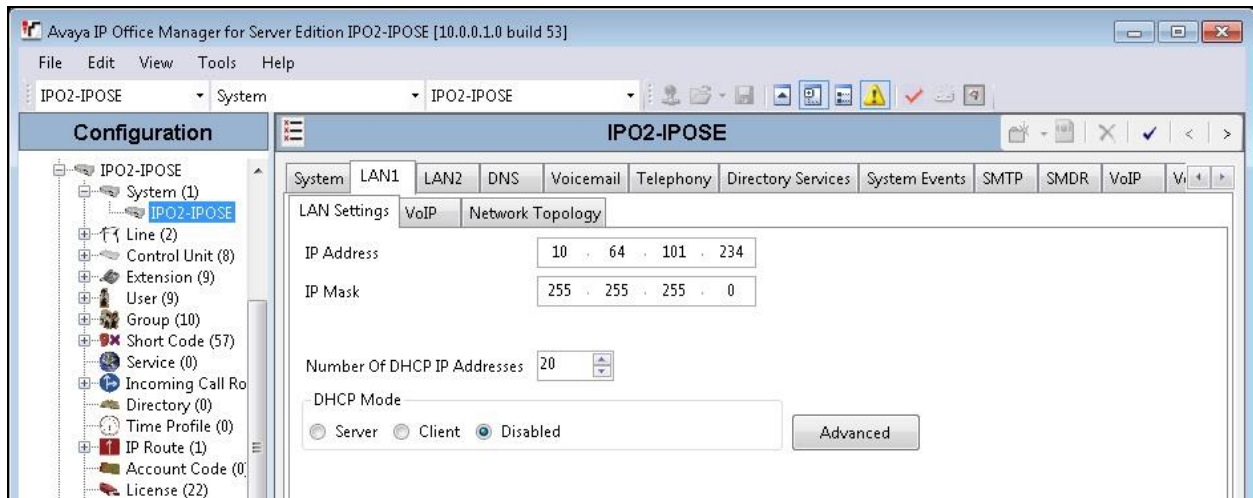 Avaya IP Office Manager for Server Edition IPO2-IPOSE [10.0.0.1.0 build 53]
File Edit View Tools Help
IPO2-IPOSE System IPO2-IPOSE
Configuration
IPO2-IPOSE
IPO2-IPOSE
System (1)
IPO2-IPOSE
Line (2)
Control Unit (8)
Extension (9)
User (9)
Group (10)
Short Code (57)
Service (0)
Incoming Call Ro
Directory (0)
Time Profile (0)
IP Route (1)
Account Code (0
License (22)
System LAN1 LAN2 DNS Voicemail Telephony Directory Services System Events SMTP SMDR VoIP
LAN Settings VoIP Network Topology
IP Address 10 . 64 . 101 . 234
IP Mask 255 . 255 . 255 . 0
Number Of DHCP IP Addresses 20
DHCP Mode
Server Client Disabled
Advanced